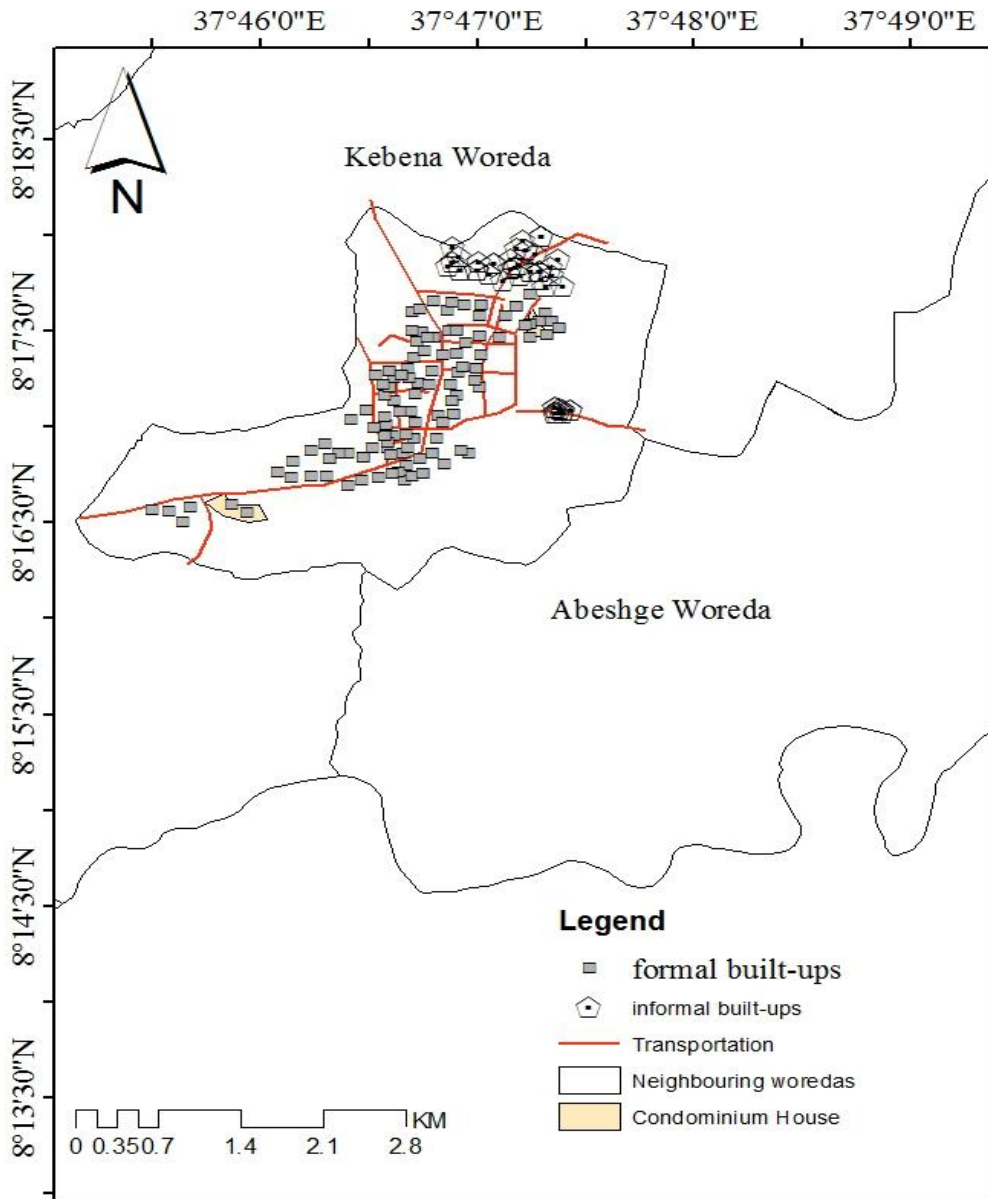 37°46'0"E 37°47'0"E 37°48'0"E 37°49'0"E
8°18'30"N
8°17'30"N
8°16'30"N
8°15'30"N
8°14'30"N
8°13'30"N
N
Kebena Woreda
Abeshge Woreda
Legend
formal built-ups
informal built-ups
Transportation
Neighbouring woredas
Condominium House
KM
0 0.350.7 1.4 2.1 2.8